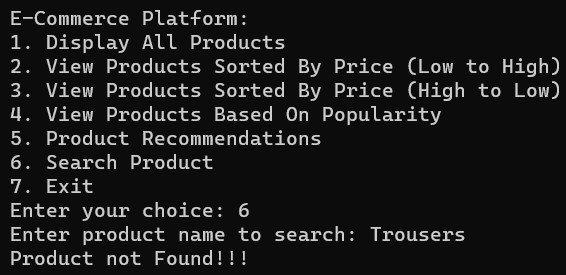 E-Commerce Platform:
1. Display All Products
2. View Products Sorted By Price (Low to High)
3. View Products Sorted By Price (High to Low)
4. View Products Based On Popularity
5. Product Recommendations
6. Search Product
7. Exit
Enter your choice: 6
Enter product name to search: Trousers
Product not Found!!!